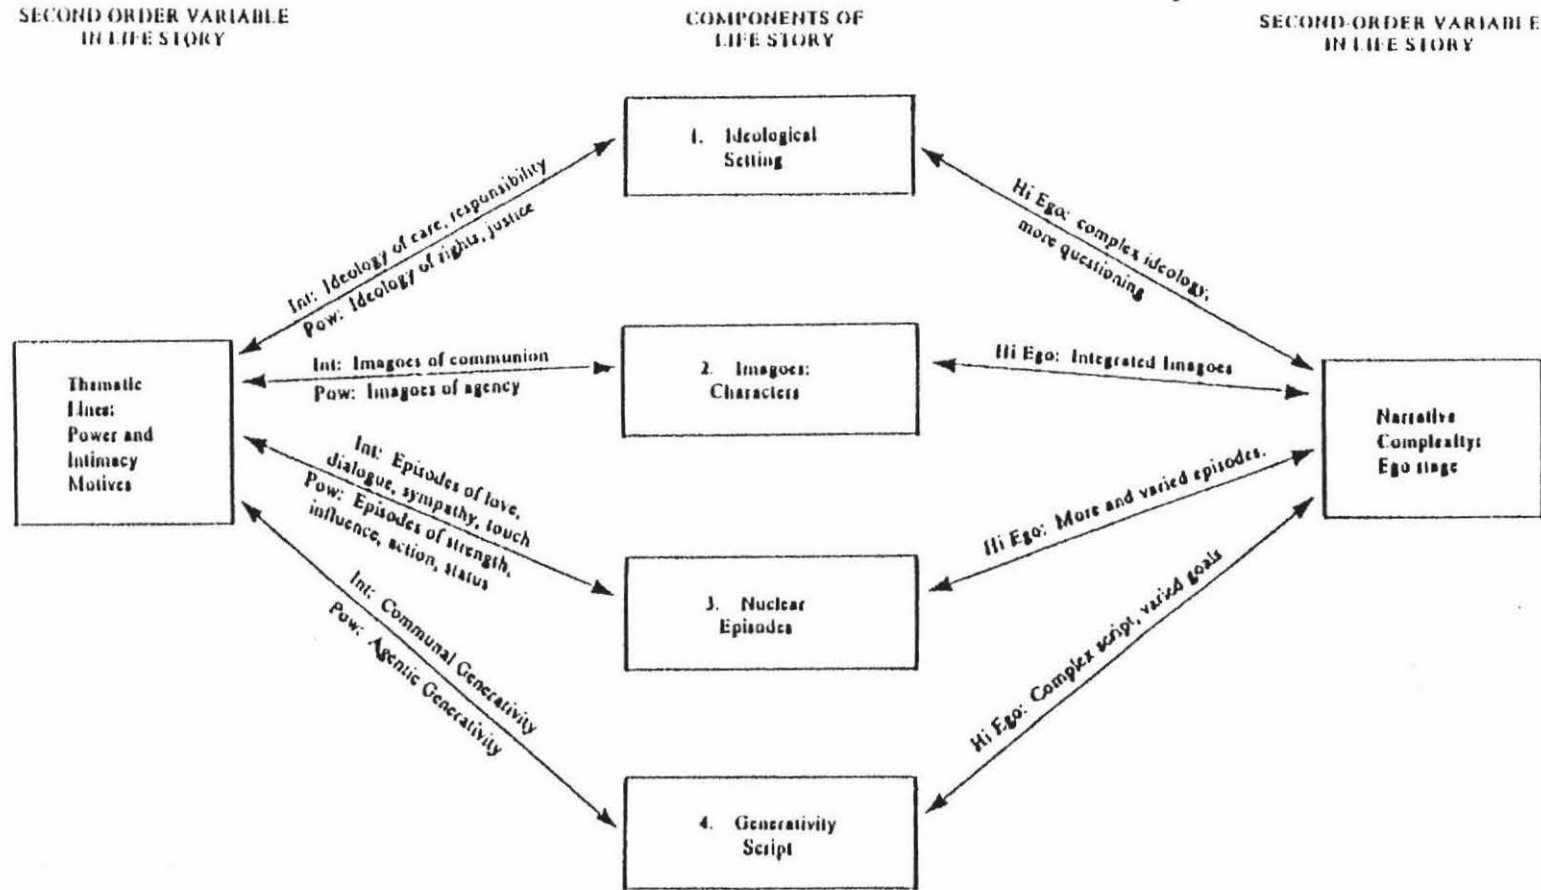 SECOND-ORDER VARIABLE
IN LIFE STORY
COMPONENTS OF
LIFE STORY
SECOND-ORDER VARIABLE
IN LIFE STORY
1. Ideological
Setting
Int: Ideology of care, responsibility
Pow: Ideology of rights, justice
Hi Ego: complex ideology,
more questioning
Thematic
Lines:
Power and
Intimacy
Motives
Int: Imagoes of communion
Pow: Imagoes of agency
2. Imagoes:
Characters
Hi Ego: Integrated Imagoes
Narrative
Complexity:
Ego stage
Int: Episodes of love,
dialogue, sympathy, touch
Pow: Episodes of strength,
influence, action, status
3. Nuclear
Episodes
Hi Ego: More and varied episodes.
Int: Communal Generativity
Pow: Agentic Generativity
4. Generativity
Script
Hi Ego: Complex script, varied goals